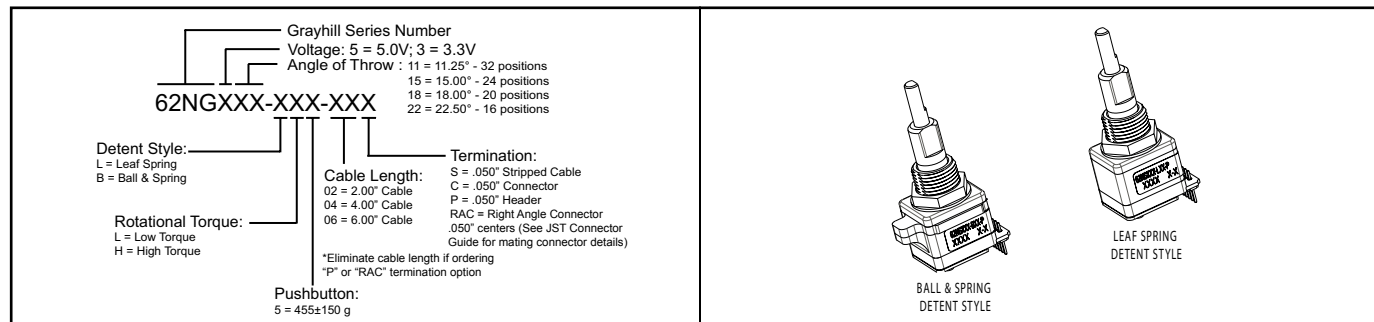 Grayhill Series Number
Voltage: 5 = 5.0V; 3 = 3.3V
Angle of Throw : 11 = 11.25° - 32 positions
15 = 15.00° - 24 positions
18 = 18.00° - 20 positions
22 = 22.50° - 16 positions
62NGXXX-XXX-XXX
Detent Style:
L = Leaf Spring
B = Ball & Spring
Rotational Torque:
L = Low Torque
H = High Torque
Pushbutton:
5 = 455±150 g
Cable Length:
02 = 2.00" Cable
04 = 4.00" Cable
06 = 6.00" Cable
*Eliminate cable length if ordering
“P” or “RAC” termination option
Termination:
S = .050" Stripped Cable
C = .050" Connector
P = .050" Header
RAC = Right Angle Connector
.050" centers (See JST Connector
Guide for mating connector details)
XXXX X-X
BALL & SPRING
DETENT STYLE
XXXX X-X
LEAF SPRING
DETENT STYLE